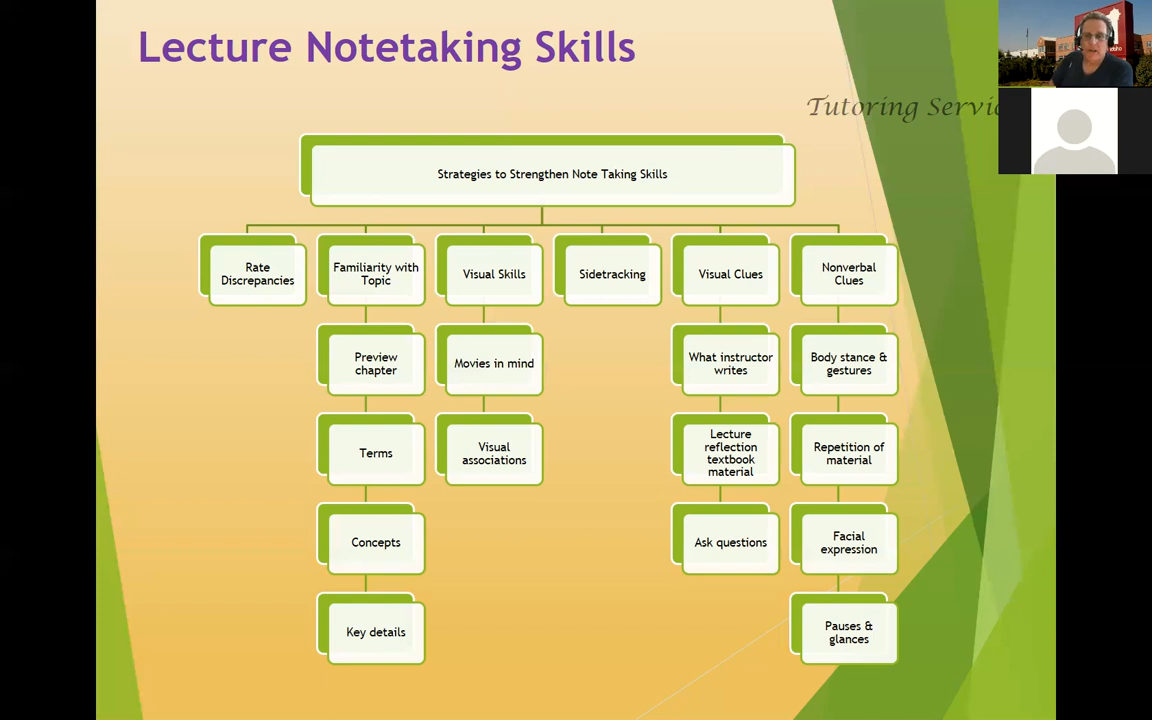 Lecture Notetaking Skills
Tutoring
Strategies to Strengthen Note Taking Skills
Rate
Discrepancies
Familiarity with
Topic
Visual Skills
Sidetracking
Visual Clues
Nonverbal
Clues
Preview
chapter
Movies in mind
What instructor
writes
Body stance &
gestures
Terms
Visual
associations
Lecture
reflection
textbook
material
Repetition of
material
Concepts
Ask questions
Facial
expression
Key details
Pauses &
glances